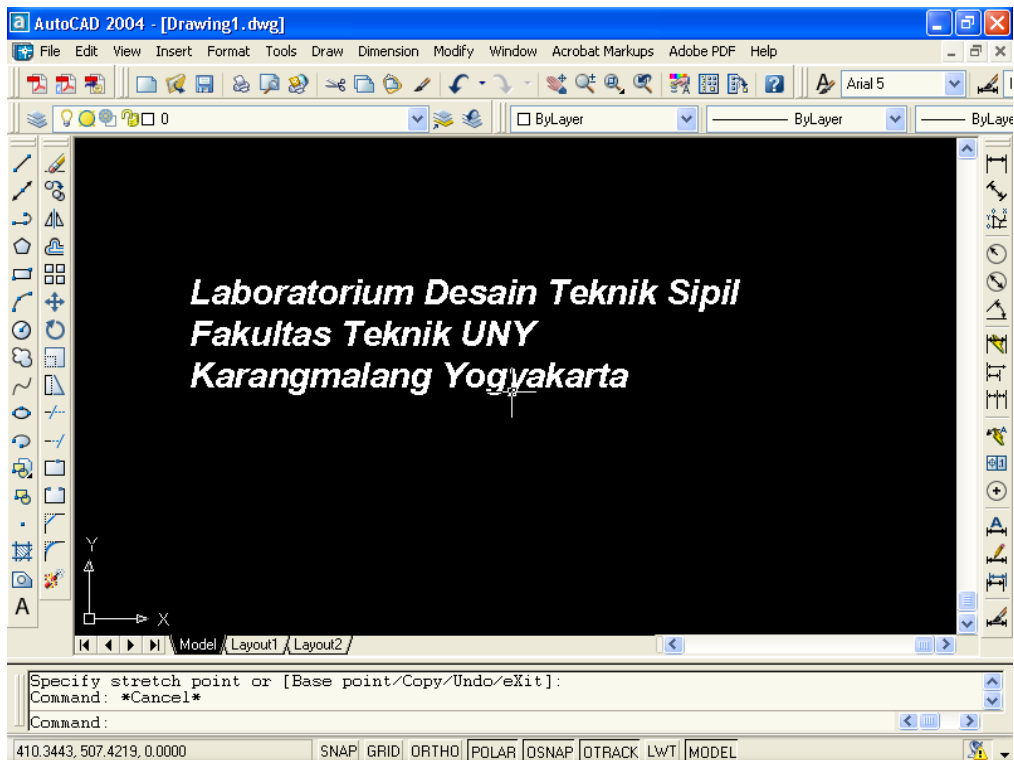 AutoCAD 2004 - [Drawing1.dwg]
File Edit View Insert Format Tools Draw Dimension Modify Window Acrobat Markups Adobe PDF Help
Arial 5
0 ByLayer ByLayer ByLaye
Laboratorium Desain Teknik Sipil
Fakultas Teknik UNY
Karangmalang Yogyakarta
Y
X
Model Layout1 Layout2
Specify stretch point or [Base point/Copy/Undo/eXit]:
Command: *Cancel*
Command:
410.3443, 507.4219, 0.0000 SNAP GRID ORTHO POLAR OSNAP OTRACK LWT MODEL